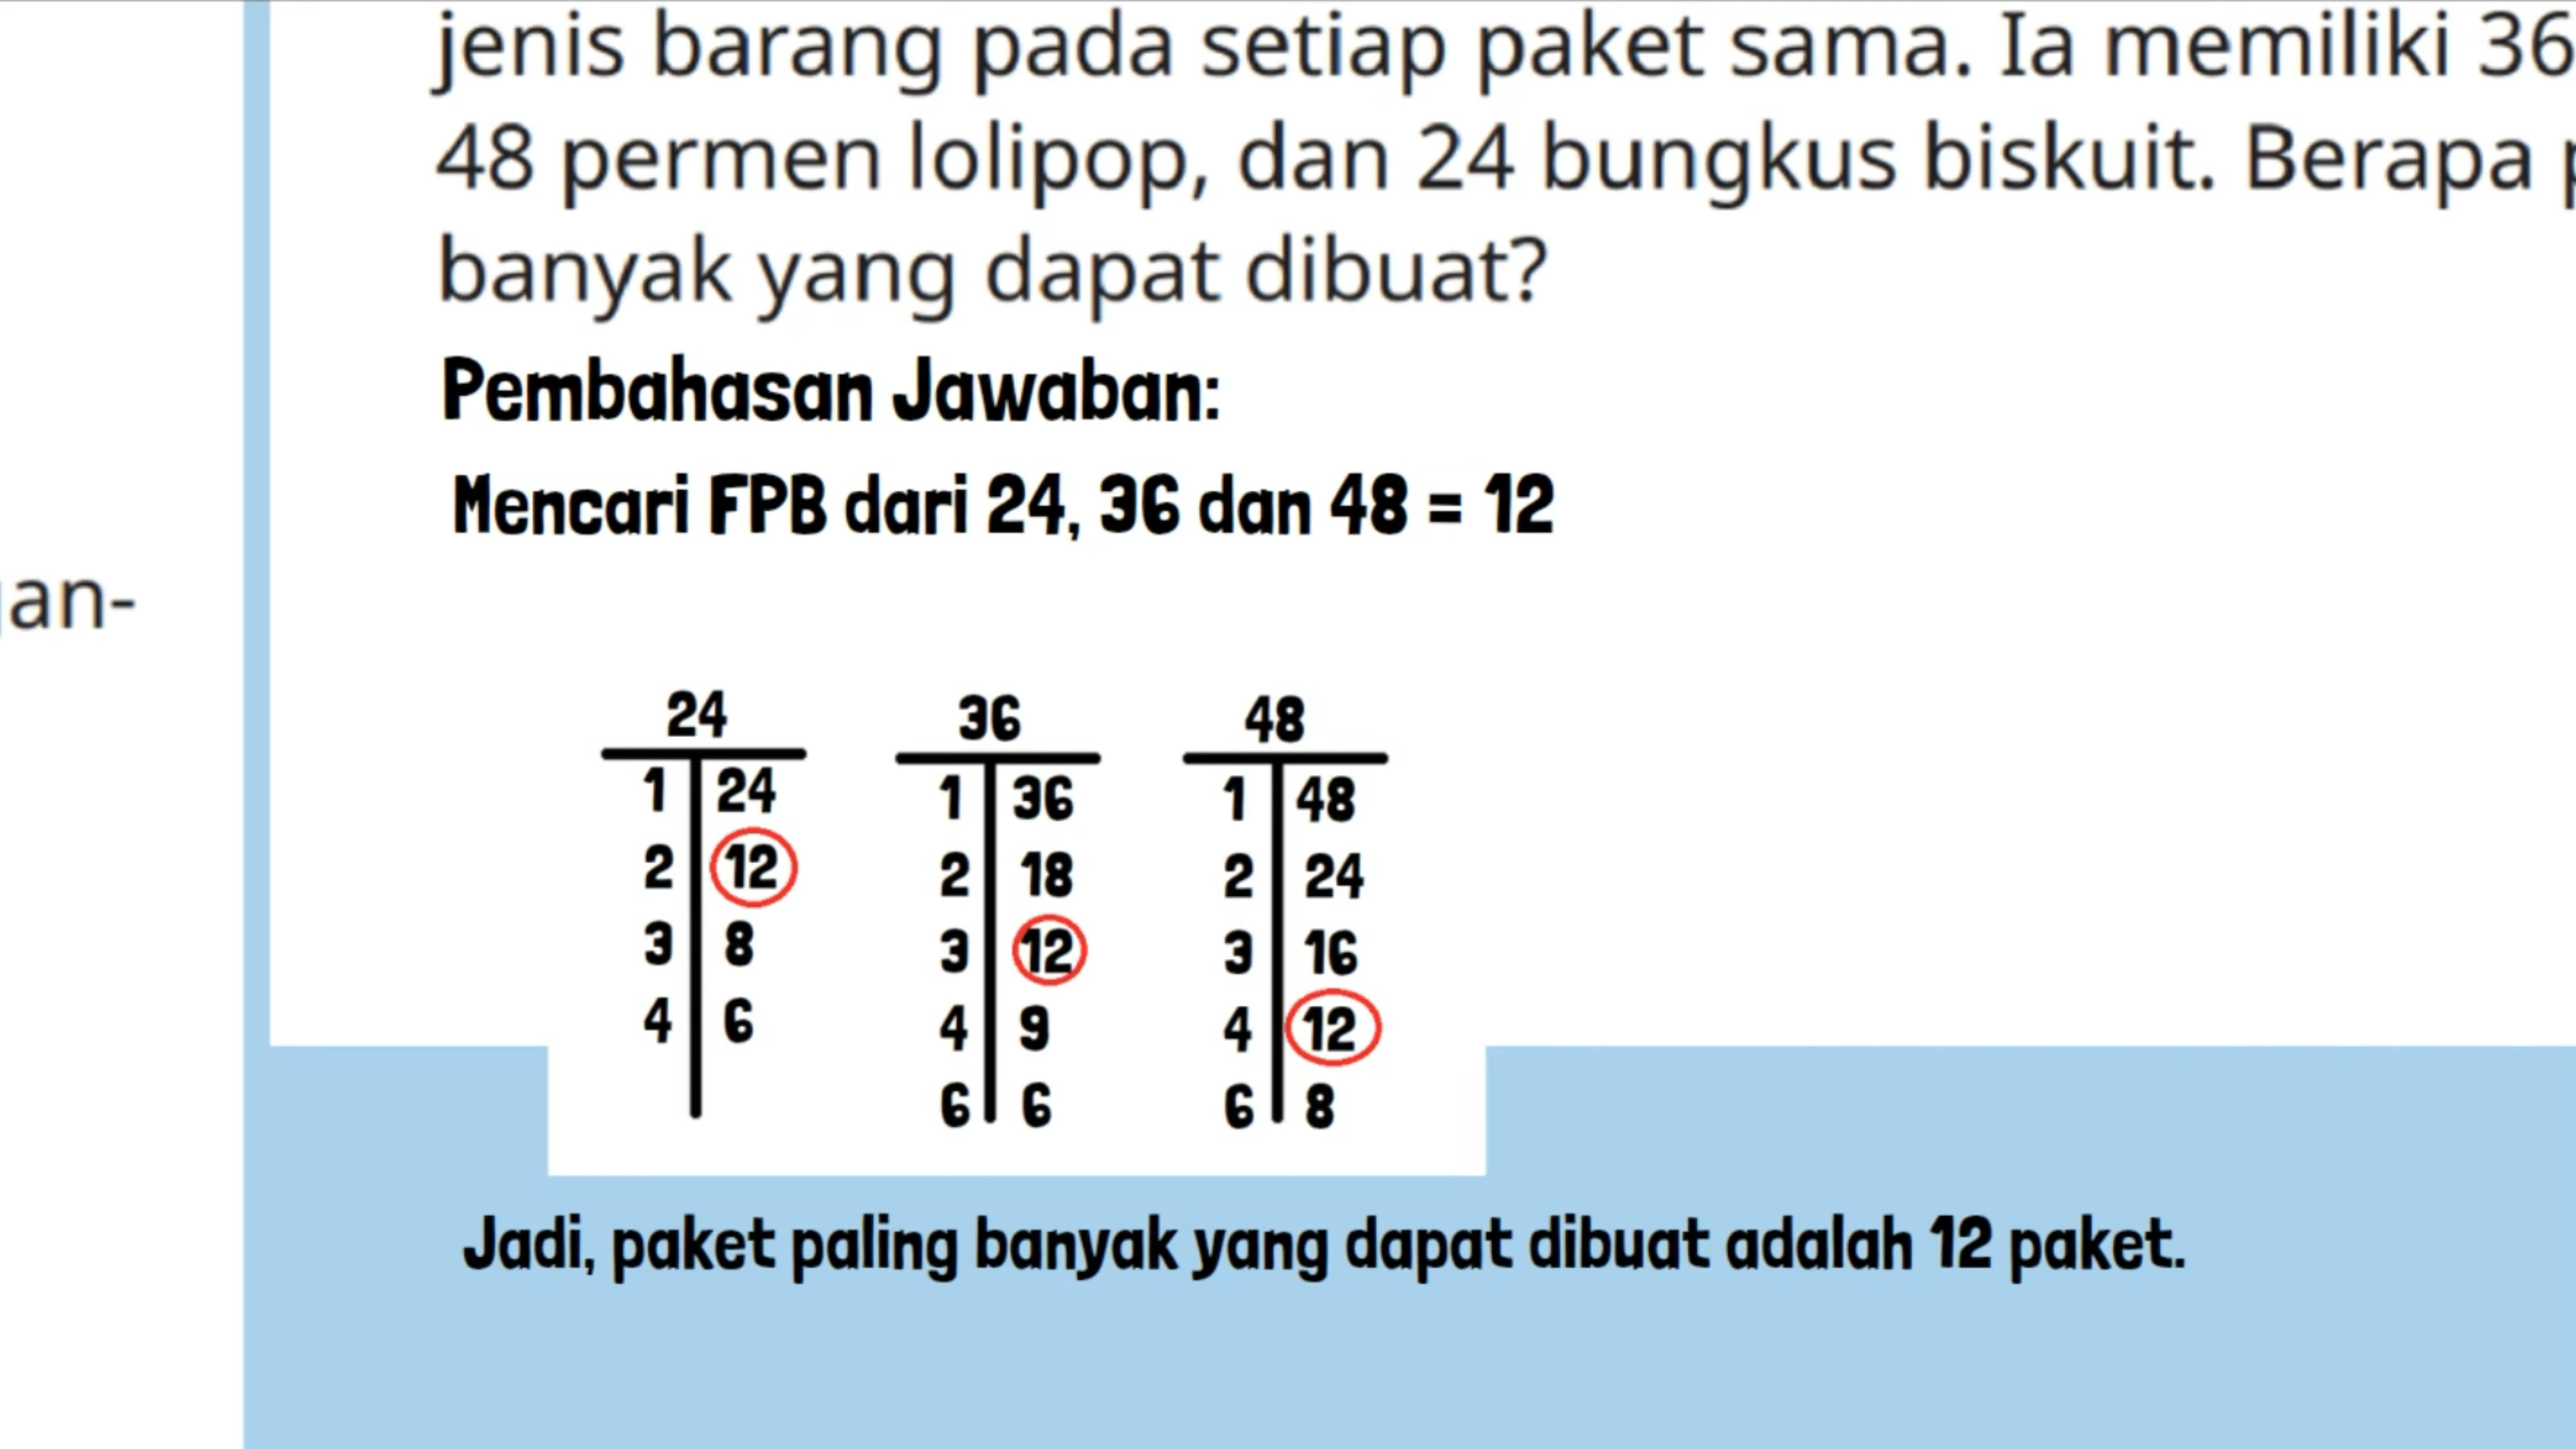 jenis barang pada setiap paket sama. Ia memiliki 36
48 permen lolipop, dan 24 bungkus biskuit. Berapa
banyak yang dapat dibuat?
Pembahasan Jawaban:
Mencari FPB dari 24, 36 dan 48 = 12
an-
24
1 24
2 12
3 8
4 6
36
1 36
2 18
3 12
4 9
6 6
48
1 48
2 24
3 16
4 12
6 8
Jadi, paket paling banyak yang dapat dibuat adalah 12 paket.